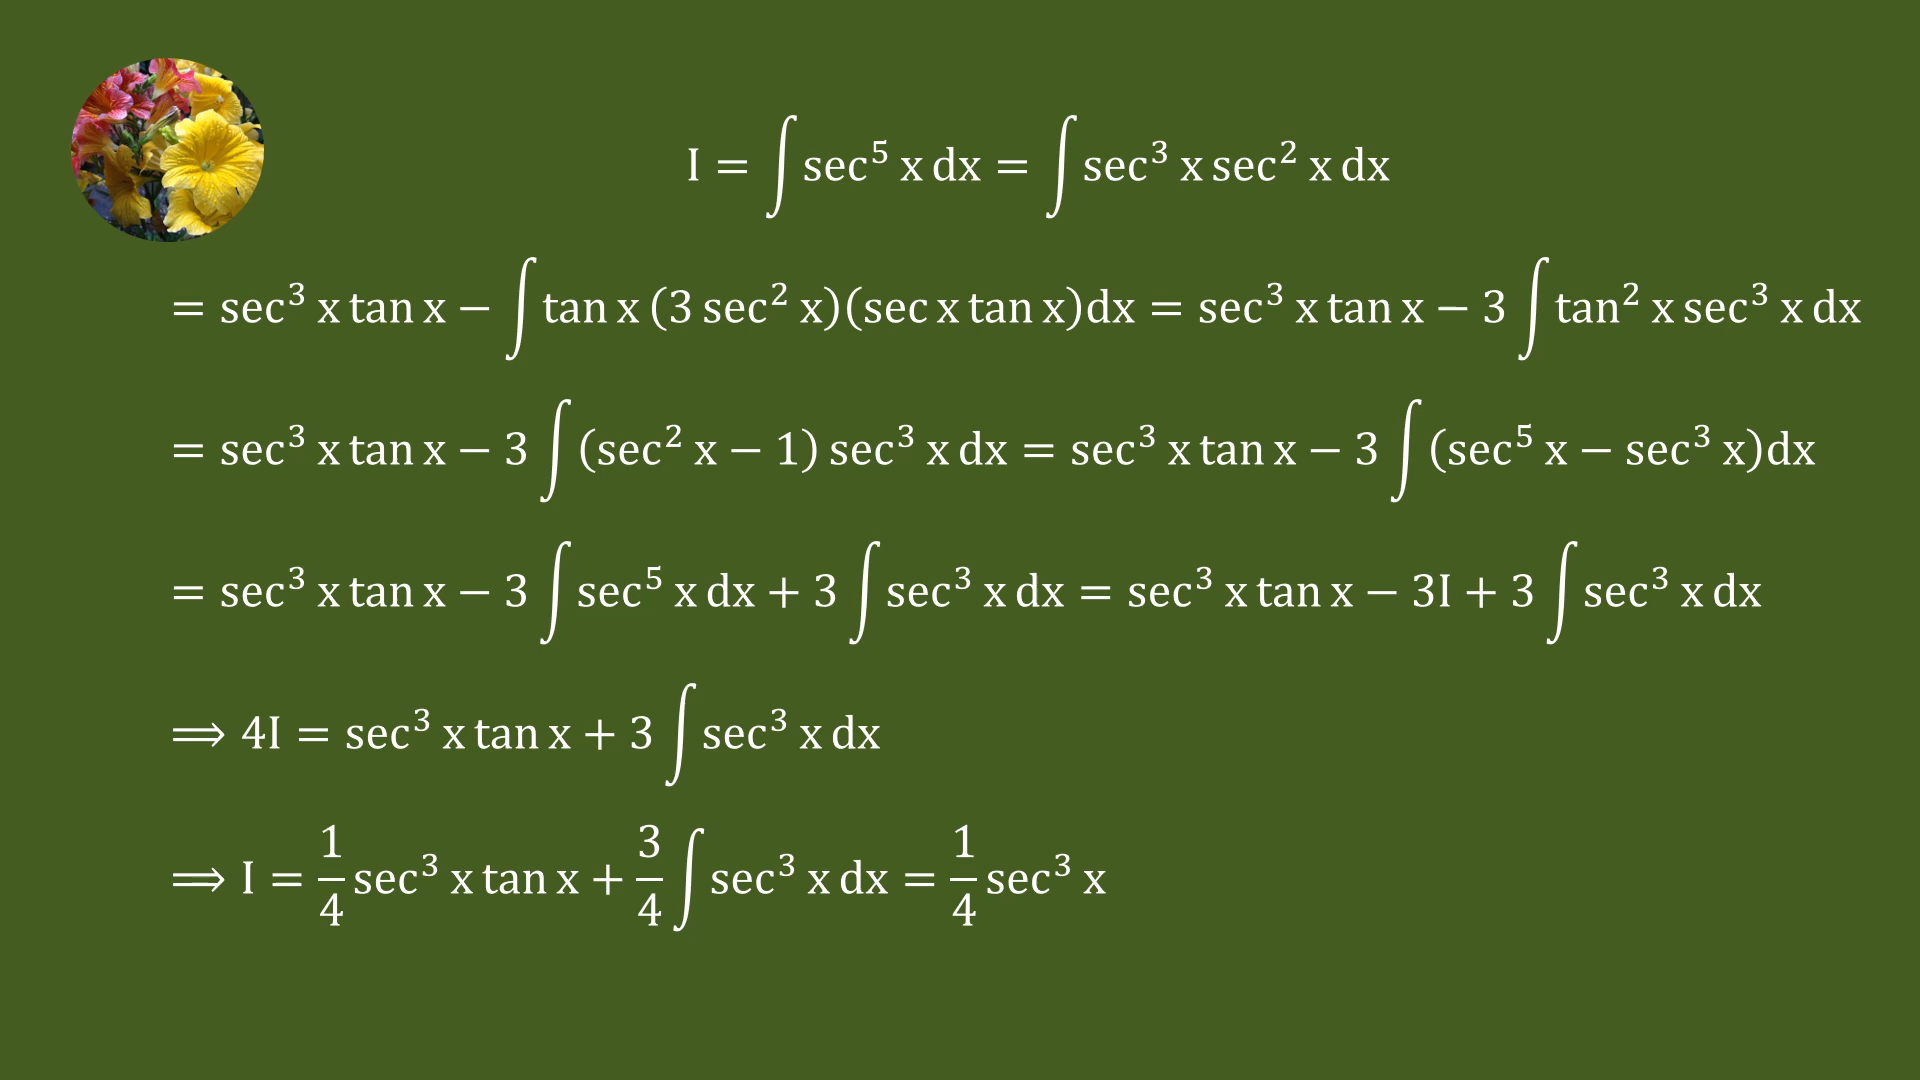 I = ∫ sec⁵ x dx = ∫ sec³ x sec² x dx
= sec³ x tan x − ∫ tan x (3 sec² x)(sec x tan x)dx = sec³ x tan x − 3 ∫ tan² x sec³ x dx
= sec³ x tan x − 3 ∫ (sec² x − 1) sec³ x dx = sec³ x tan x − 3 ∫ (sec⁵ x − sec³ x)dx
= sec³ x tan x − 3 ∫ sec⁵ x dx + 3 ∫ sec³ x dx = sec³ x tan x − 3I + 3 ∫ sec³ x dx
⟹ 4I = sec³ x tan x + 3 ∫ sec³ x dx
⟹ I = 1/4 sec³ x tan x + 3/4 ∫ sec³ x dx = 1/4 sec³ x